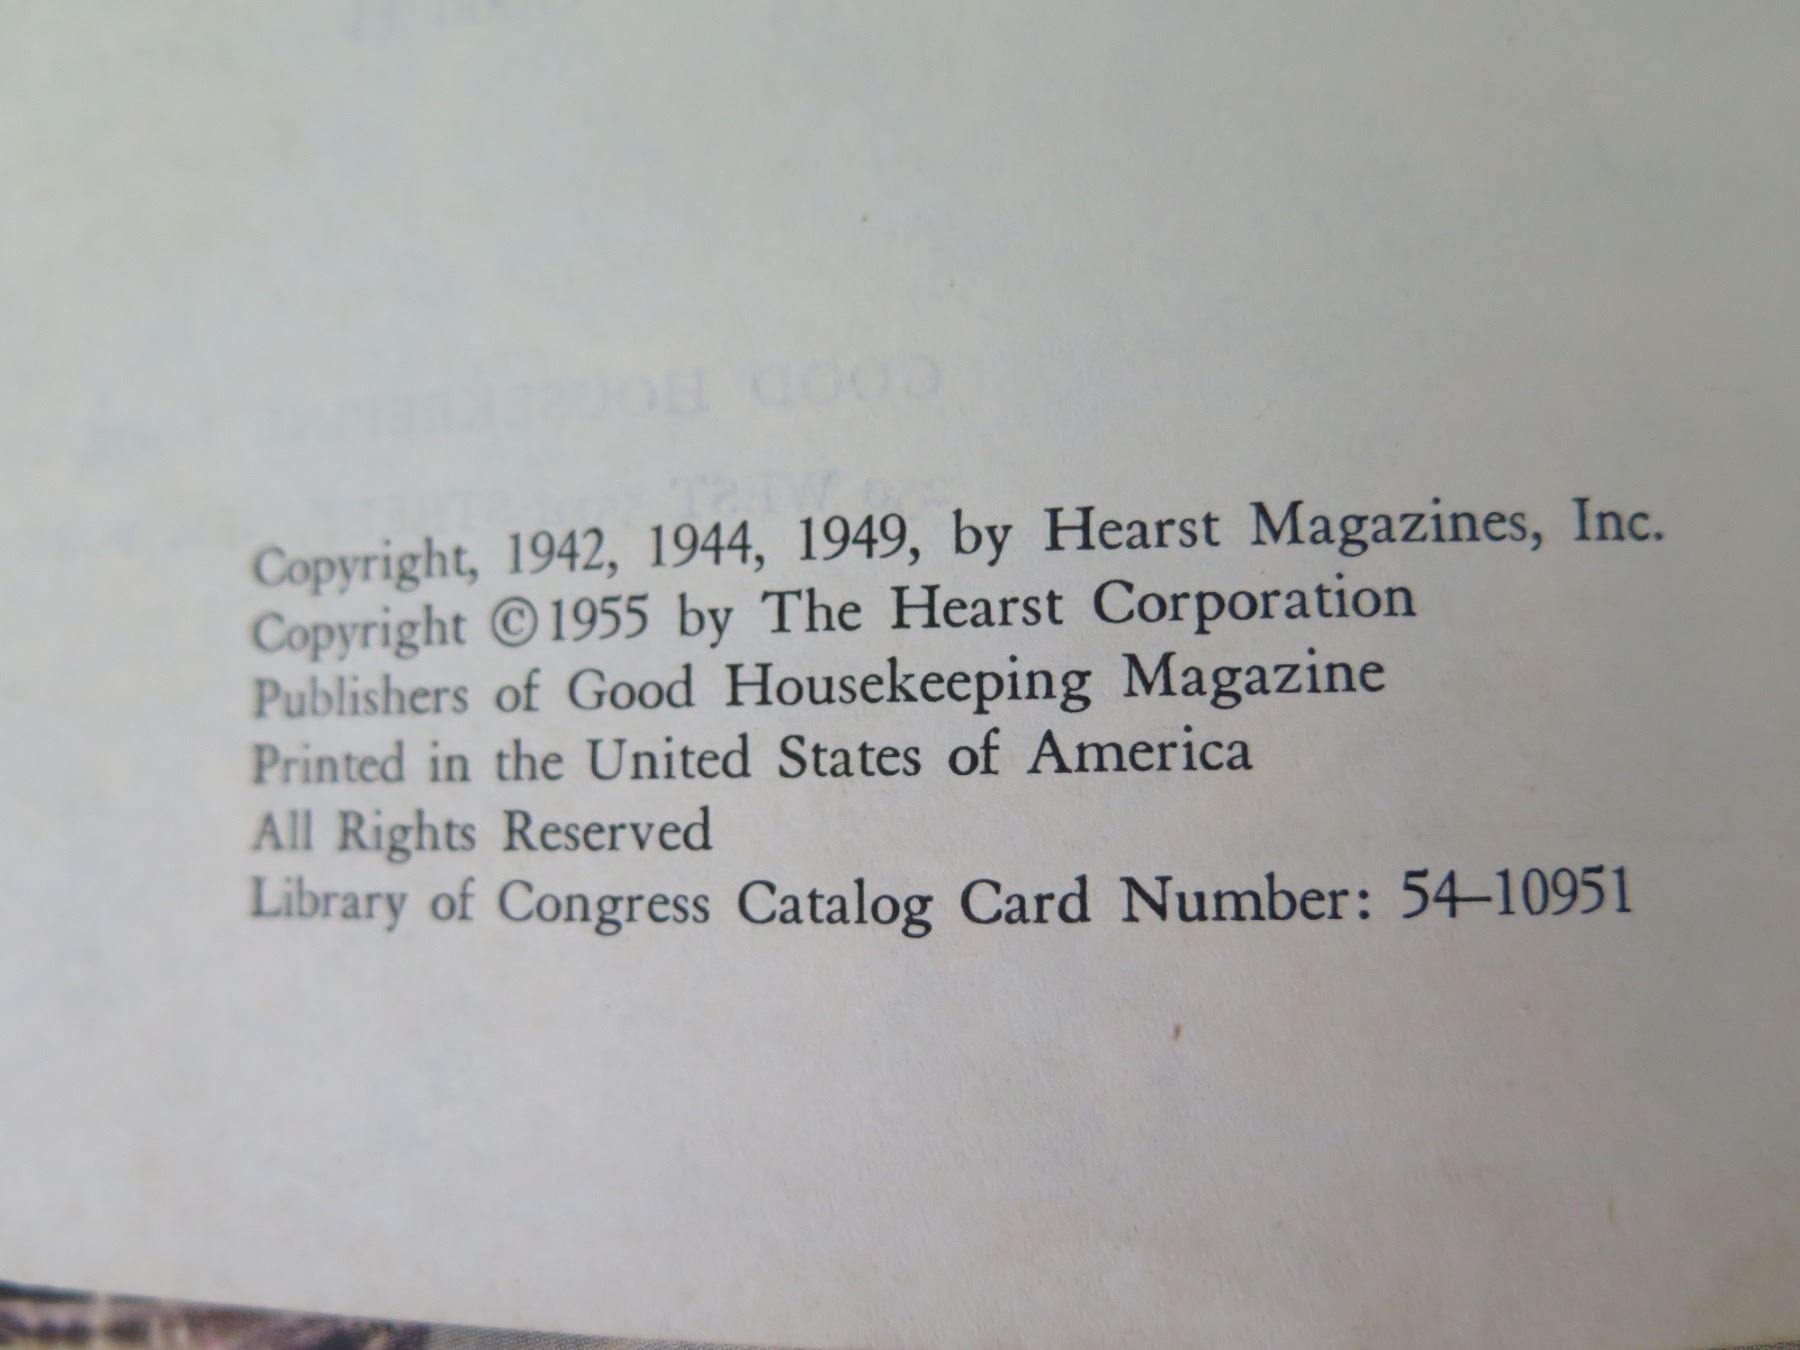 Copyright, 1942, 1944, 1949, by Hearst Magazines, Inc.
Copyright ©1955 by The Hearst Corporation
Publishers of Good Housekeeping Magazine
Printed in the United States of America
All Rights Reserved
Library of Congress Catalog Card Number: 54–10951